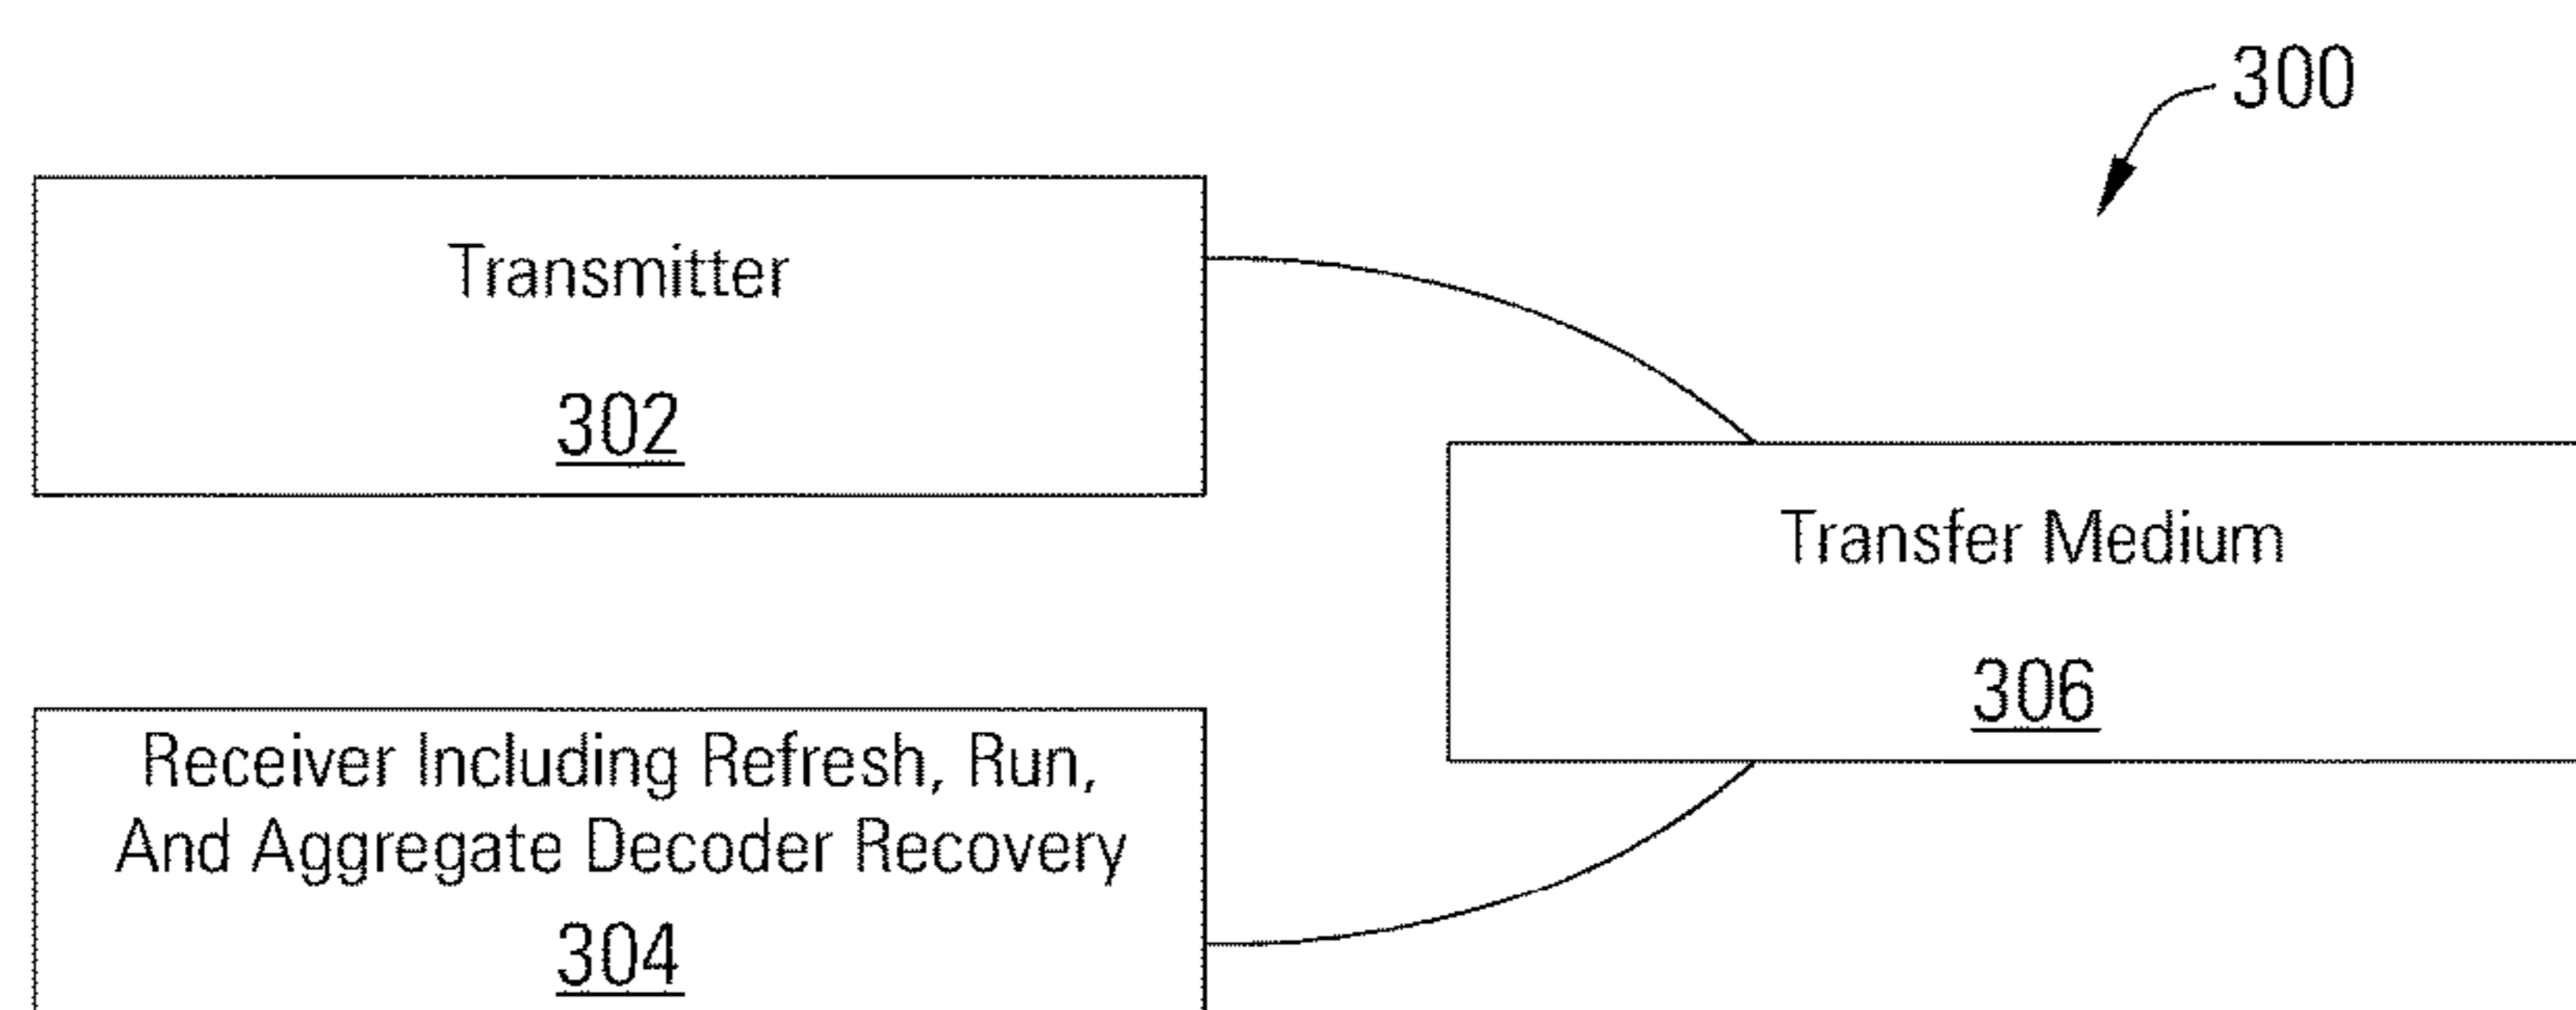 300
Transmitter
302
Transfer Medium
306
Receiver Including Refresh, Run,
And Aggregate Decoder Recovery
304